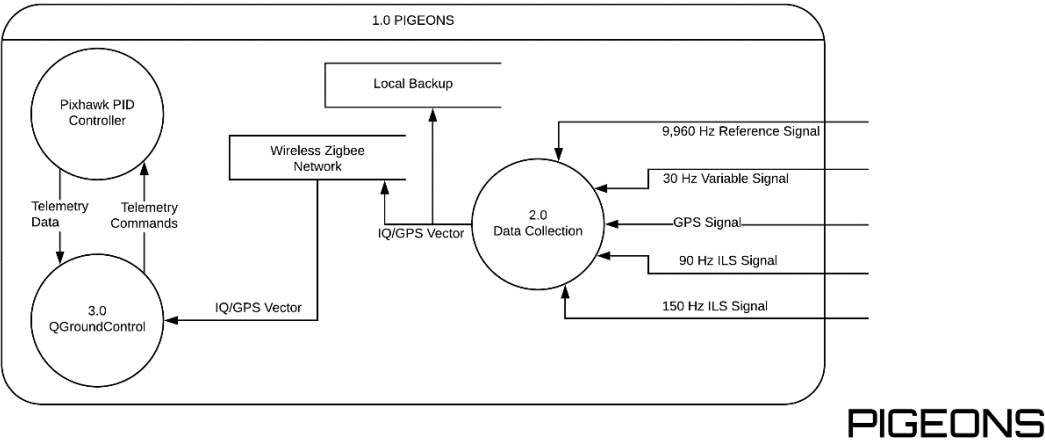 1.0 PIGEONS
Pixhawk PID
Controller
Local Backup
Wireless Zigbee
Network
9,960 Hz Reference Signal
30 Hz Variable Signal
GPS Signal
90 Hz ILS Signal
150 Hz ILS Signal
2.0
Data Collection
IQ/GPS Vector
Telemetry
Data
Telemetry
Commands
3.0
QGroundControl
IQ/GPS Vector
PIGEONS